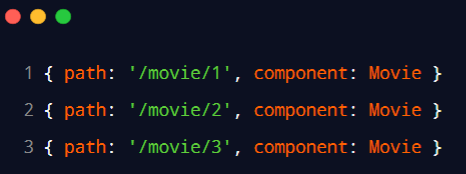 1 { path: '/movie/1', component: Movie }
2 { path: '/movie/2', component: Movie }
3 { path: '/movie/3', component: Movie }